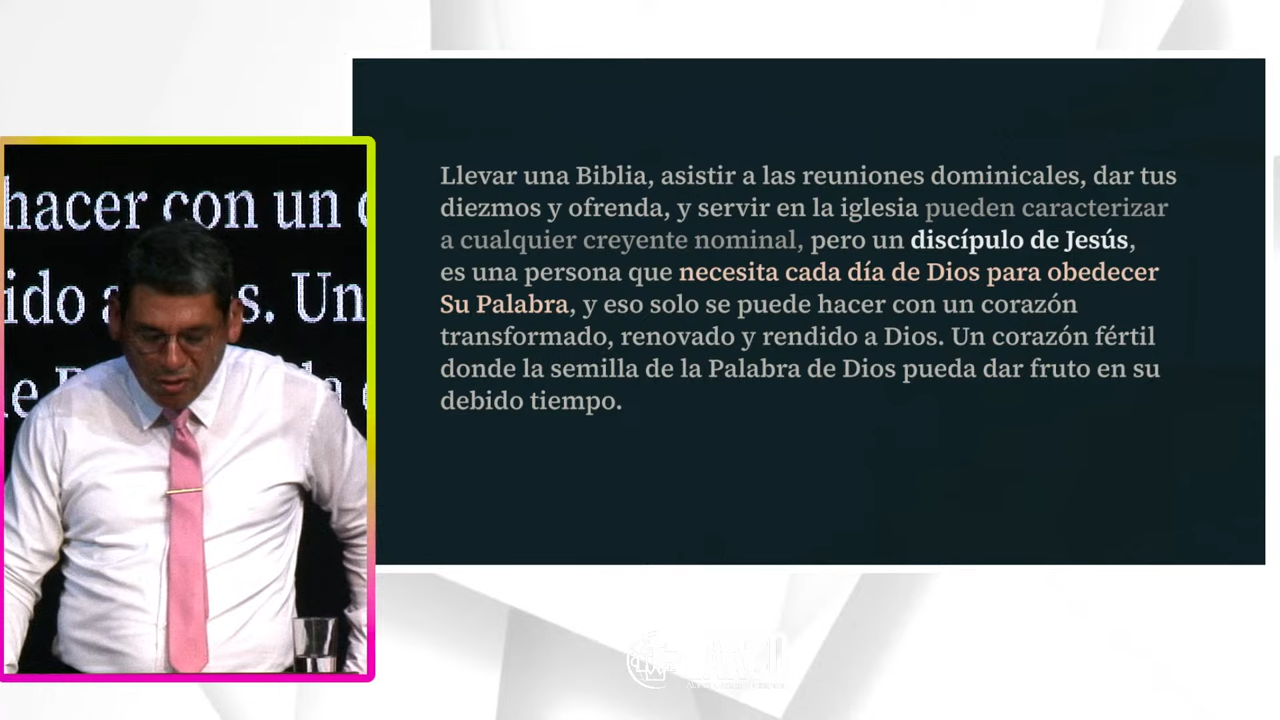 hacer con un
ido a s. Un
Llevar una Biblia, asistir a las reuniones dominicales, dar tus
diezmos y ofrenda, y servir en la iglesia pueden caracterizar
a cualquier creyente nominal, pero un discípulo de Jesús,
es una persona que necesita cada día de Dios para obedecer
Su Palabra, y eso solo se puede hacer con un corazón
transformado, renovado y rendido a Dios. Un corazón fértil
donde la semilla de la Palabra de Dios pueda dar fruto en su
debido tiempo.